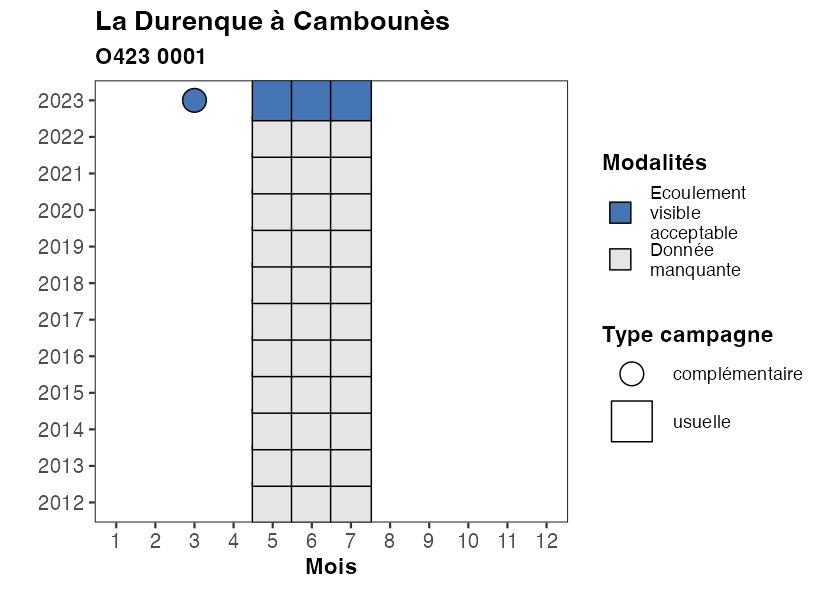 La Durenque à Cambounès
O423 0001
2023
2022
2021
2020
2019
2018
2017
2016
2015
2014
2013
2012
1 2 3 4 5 6 7 8 9 10 11 12
Mois
Modalités
Ecoulement
visible
acceptable
Donnée
manquante
Type campagne
complémentaire
usuelle